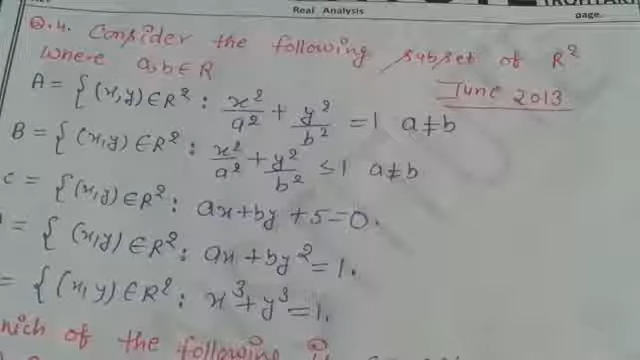 Real Analysis
page.
Q.4. Consider the following subset of R²
where a,b ∈ R
June 2013
A = { (x,y) ∈ R² : x²/a² + y²/b² = 1 a ≠ b
B = { (x,y) ∈ R² : x²/a² + y²/b² ≤ 1 a ≠ b
C = { (x,y) ∈ R² : ax + by + 5 = 0.
= { (x,y) ∈ R² : ax + by² = 1.
= { (x,y) ∈ R² : x³ + y³ = 1.
of the following